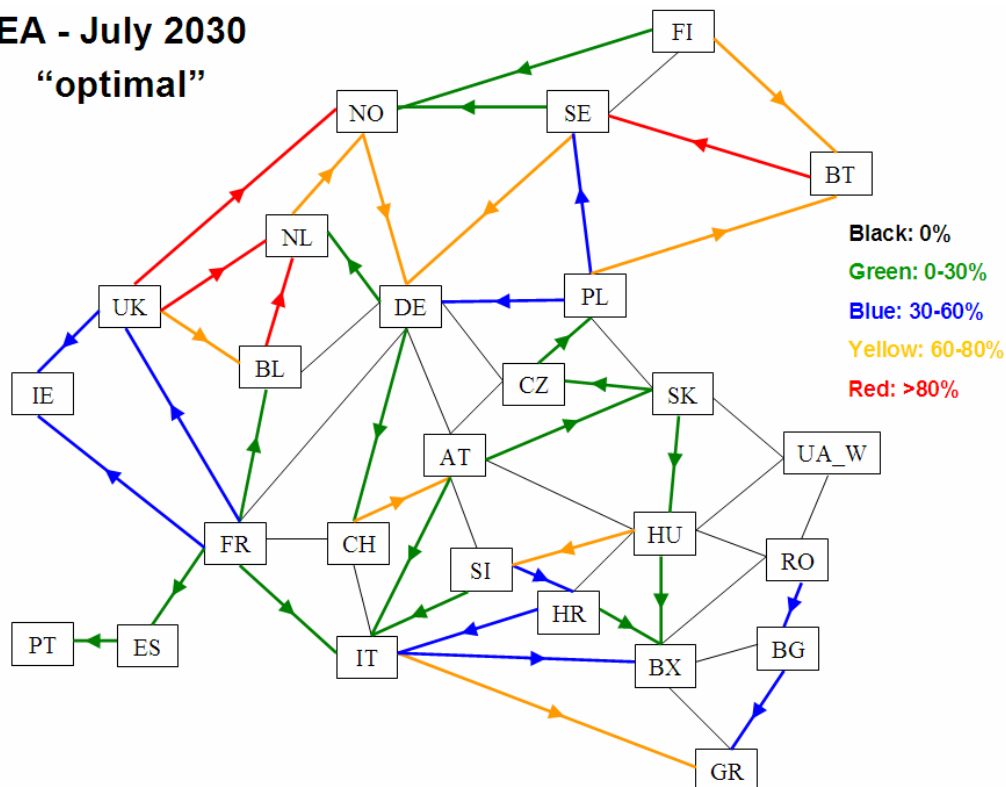 EA - July 2030
“optimal”
FI
NO
SE
BT
NL
Black: 0%
Green: 0-30%
Blue: 30-60%
Yellow: 60-80%
Red: >80%
UK
DE
PL
BL
IE
CZ
SK
AT
UA_W
FR
CH
HU
SI
RO
HR
PT
ES
IT
BX
BG
GR